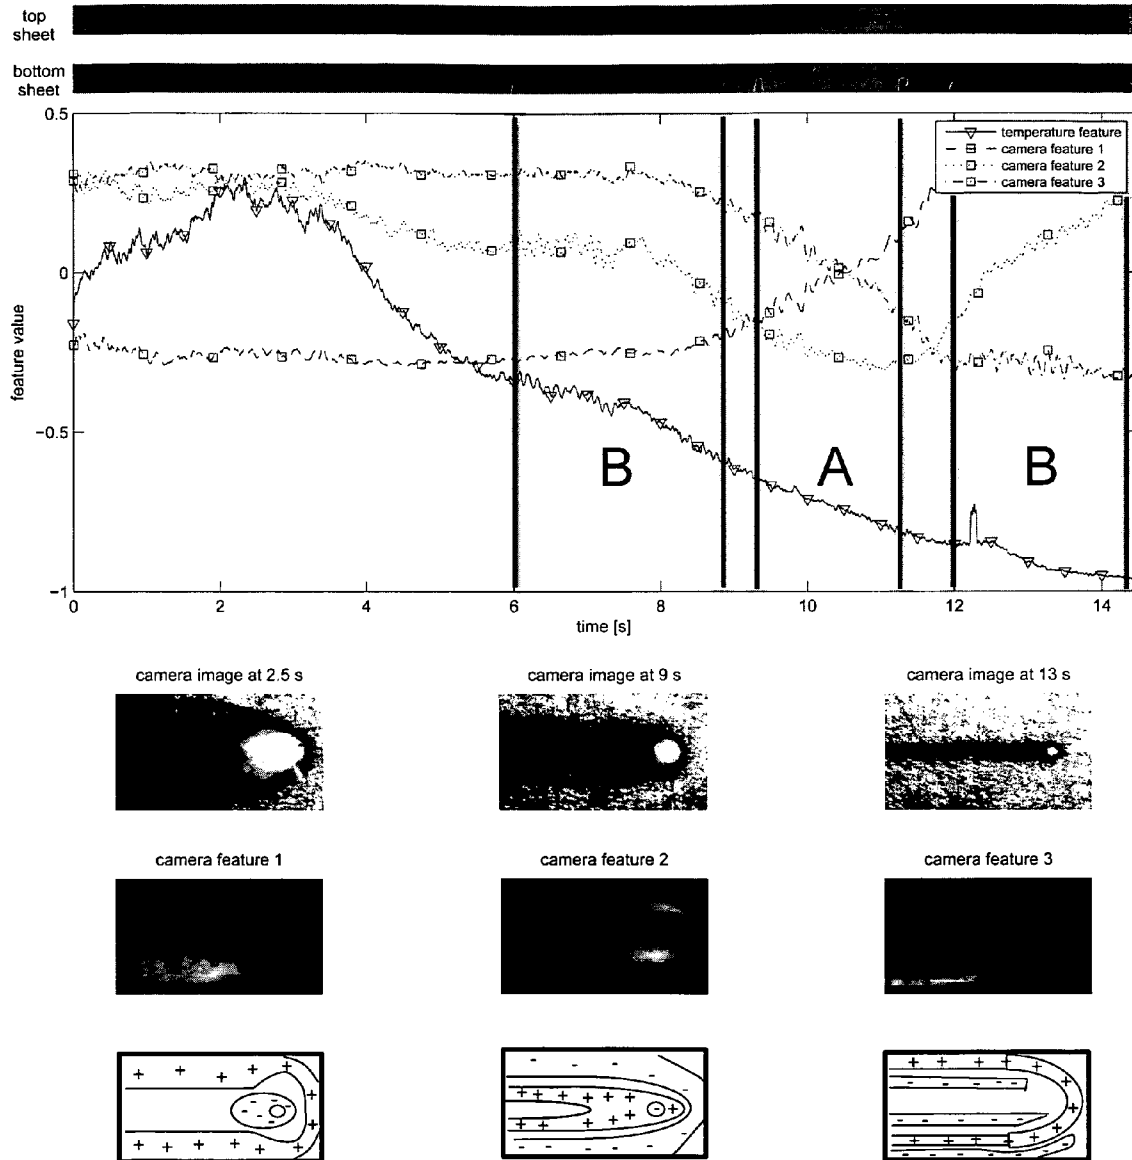 top
sheet
bottom
sheet
0.5
0
−0.5
−1
feature value
temperature feature
camera feature 1
camera feature 2
camera feature 3
B
A
B
0 2 4 6 8 10 12 14
time [s]
camera image at 2.5 s
camera image at 9 s
camera image at 13 s
camera feature 1
camera feature 2
camera feature 3